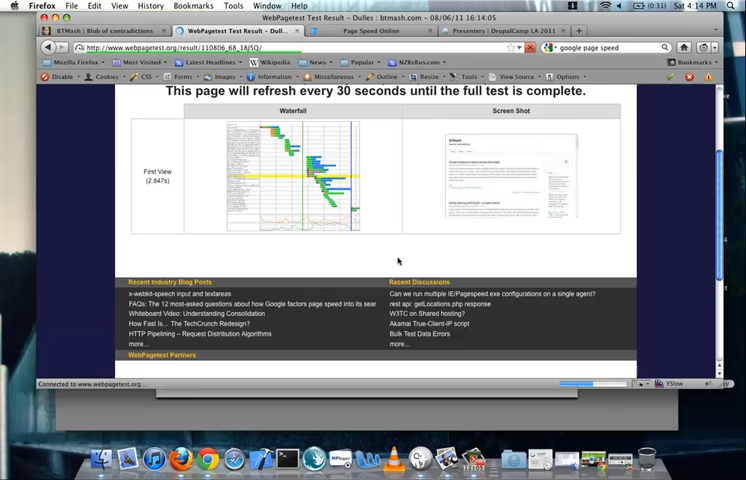 Firefox File Edit View History Bookmarks Tools Window Help (0:31) Sat 4:14 PM
WebPagetest Test Result - Dulles : btmash.com - 08/06/11 16:14:05
BTMash | Blob of contradictions WebPagetest Test Result - Dull... Page Speed Online Presenters | DrupalCamp LA 2011
http://www.webpagetest.org/result/110806_68_18J5Q/ google page speed
Mozilla Firefox Most Visited Latest Headlines Wikipedia News Popular NZBsRus.com Bookmarks
Disable Cookies CSS Forms Images Information Miscellaneous Outline Resize Tools View Source Options
This page will refresh every 30 seconds until the full test is complete.
Waterfall Screen Shot
First View
(2.847s)
Recent Industry Blog Posts Recent Discussions
x-webkit-speech input and textareas Can we run multiple IE/Pagespeed.exe configurations on a single agent?
FAQs: The 12 most-asked questions about how Google factors page speed into its sear rest api: getLocations.php response
Whiteboard Video: Understanding Consolidation W3TC on Shared hosting?
How Fast Is... The TechCrunch Redesign? Akamai True-Client-IP script
HTTP Pipelining – Request Distribution Algorithms Bulk Test Data Errors
more... more...
WebPagetest Partners
Connected to www.webpagetest.org... YSlow